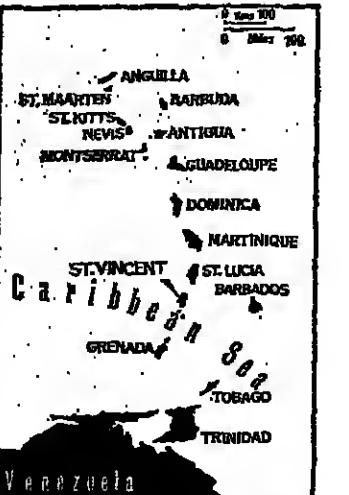 0 Kms 100
0 Miles 100
ANGUILLA
ST. MAARTEN
BARBUDA
ST. KITTS
NEVIS
ANTIGUA
MONTSERRAT
GUADELOUPE
DOMINICA
MARTINIQUE
ST. VINCENT
ST. LUCIA
BARBADOS
Caribbean Sea
GRENADA
TOBAGO
TRINIDAD
Venezuela